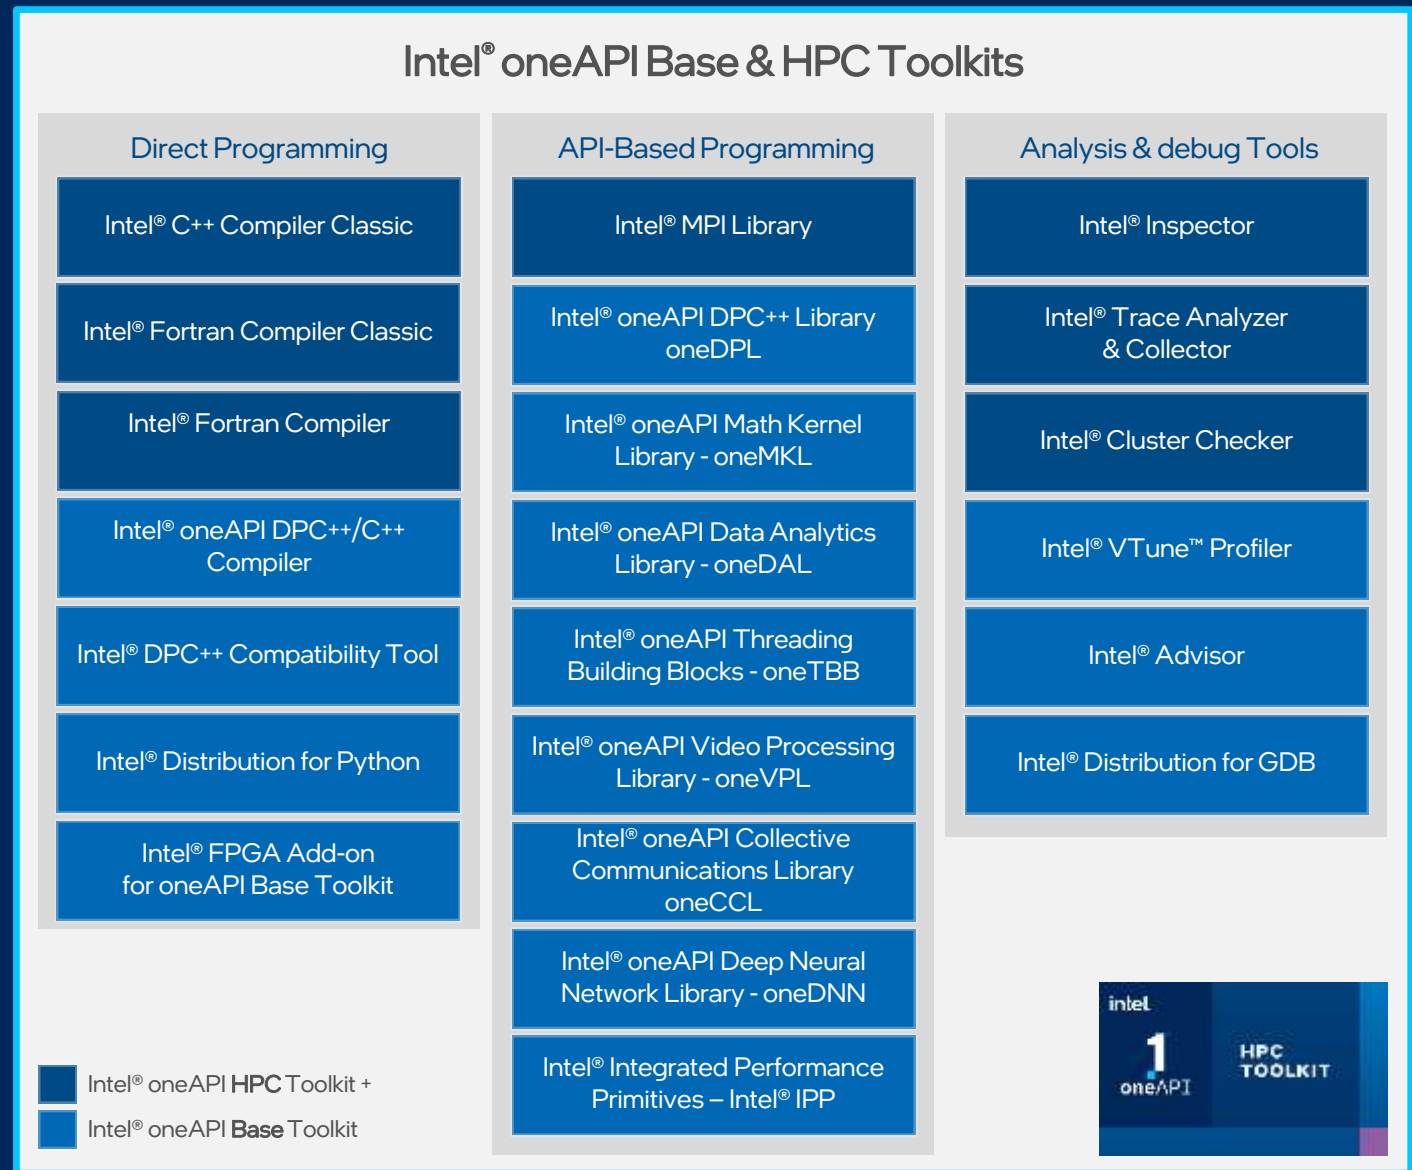 Intel® oneAPI Base & HPC Toolkits
Direct Programming
Intel® C++ Compiler Classic
Intel® Fortran Compiler Classic
Intel® Fortran Compiler
Intel® oneAPI DPC++/C++
Compiler
Intel® DPC++ Compatibility Tool
Intel® Distribution for Python
Intel® FPGA Add-on
for oneAPI Base Toolkit
API-Based Programming
Intel® MPI Library
Intel® oneAPI DPC++ Library
oneDPL
Intel® oneAPI Math Kernel
Library - oneMKL
Intel® oneAPI Data Analytics
Library - oneDAL
Intel® oneAPI Threading
Building Blocks - oneTBB
Intel® oneAPI Video Processing
Library - oneVPL
Intel® oneAPI Collective
Communications Library
oneCCL
Intel® oneAPI Deep Neural
Network Library - oneDNN
Intel® Integrated Performance
Primitives – Intel® IPP
Analysis & debug Tools
Intel® Inspector
Intel® Trace Analyzer
& Collector
Intel® Cluster Checker
Intel® VTune™ Profiler
Intel® Advisor
Intel® Distribution for GDB
Intel® oneAPI HPC Toolkit +
Intel® oneAPI Base Toolkit
intel
1
oneAPI
HPC
TOOLKIT